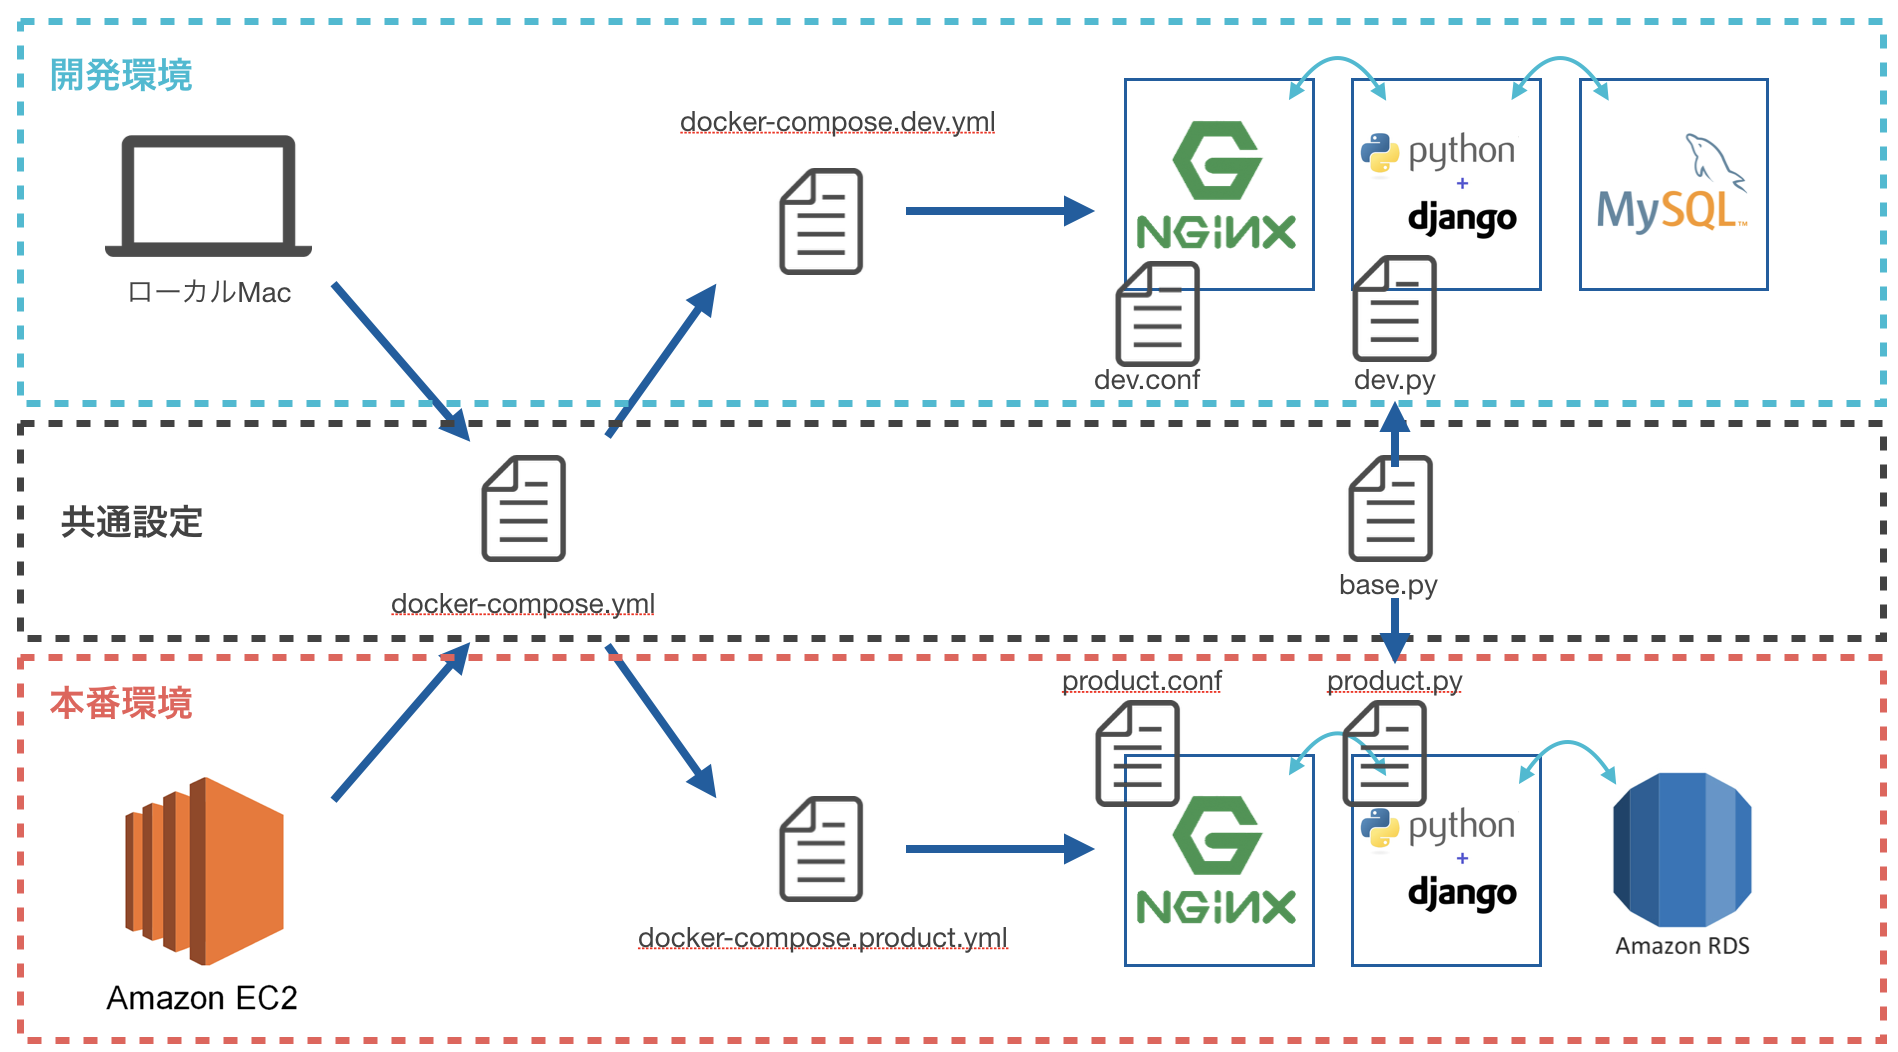 開発環境
ローカルMac
docker-compose.dev.yml
NGiNX
python
+
django
MySQL™
dev.conf
dev.py
共通設定
docker-compose.yml
base.py
本番環境
Amazon EC2
docker-compose.product.yml
product.conf
product.py
NGiNX
python
+
django
Amazon RDS